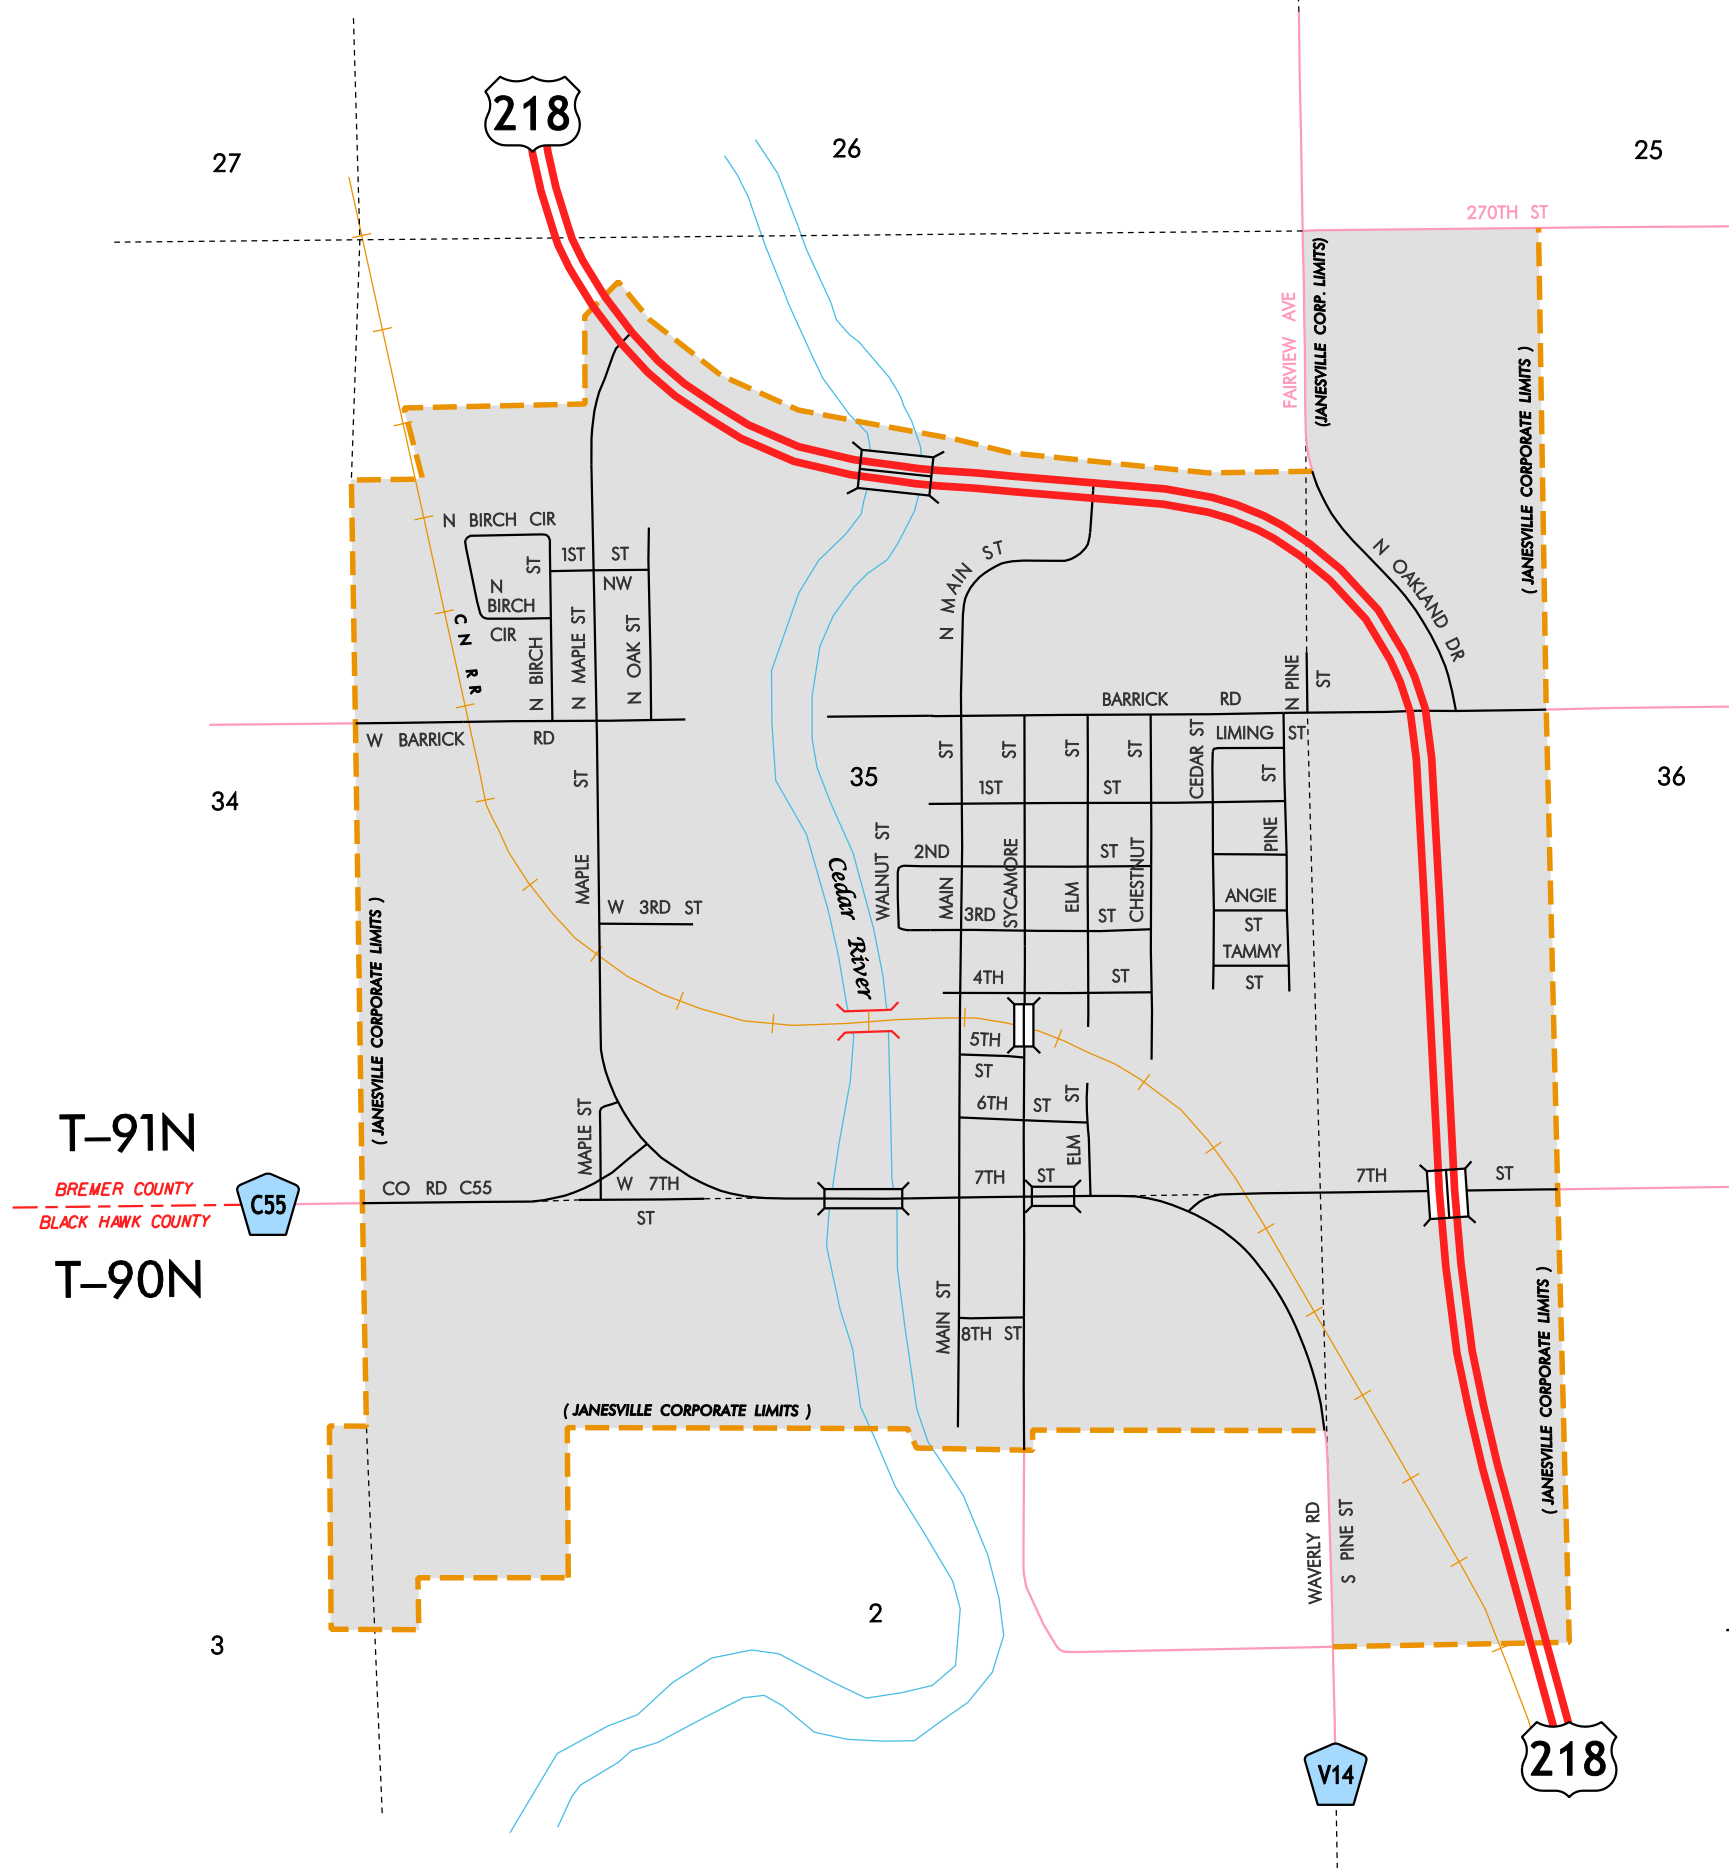 218
27
26
25
270TH ST
(JANESVILLE CORP. LIMITS)
FAIRVIEW AVE
( JANESVILLE CORPORATE LIMITS )
N BIRCH CIR
1ST ST
NW
ST
N BIRCH
N
BIRCH
CIR
N MAPLE ST
N OAK ST
C N R R
N MAIN ST
N OAKLAND DR
N PINE
ST
BARRICK RD
W BARRICK RD
LIMING ST
CEDAR ST
34
35
36
MAPLE ST
1ST ST
2ND ST
3RD ST
4TH ST
WALNUT ST
MAIN ST
SYCAMORE ST
ELM ST
CHESTNUT ST
PINE ST
ANGIE
ST
TAMMY
ST
W 3RD ST
Cedar River
( JANESVILLE CORPORATE LIMITS )
5TH
ST
6TH ST
ELM ST
T–91N
BREMER COUNTY
BLACK HAWK COUNTY
T–90N
C55
CO RD C55
MAPLE ST
W 7TH
ST
7TH ST
7TH ST
MAIN ST
8TH ST
( JANESVILLE CORPORATE LIMITS )
( JANESVILLE CORPORATE LIMITS )
WAVERLY RD
S PINE ST
3
2
V14
218